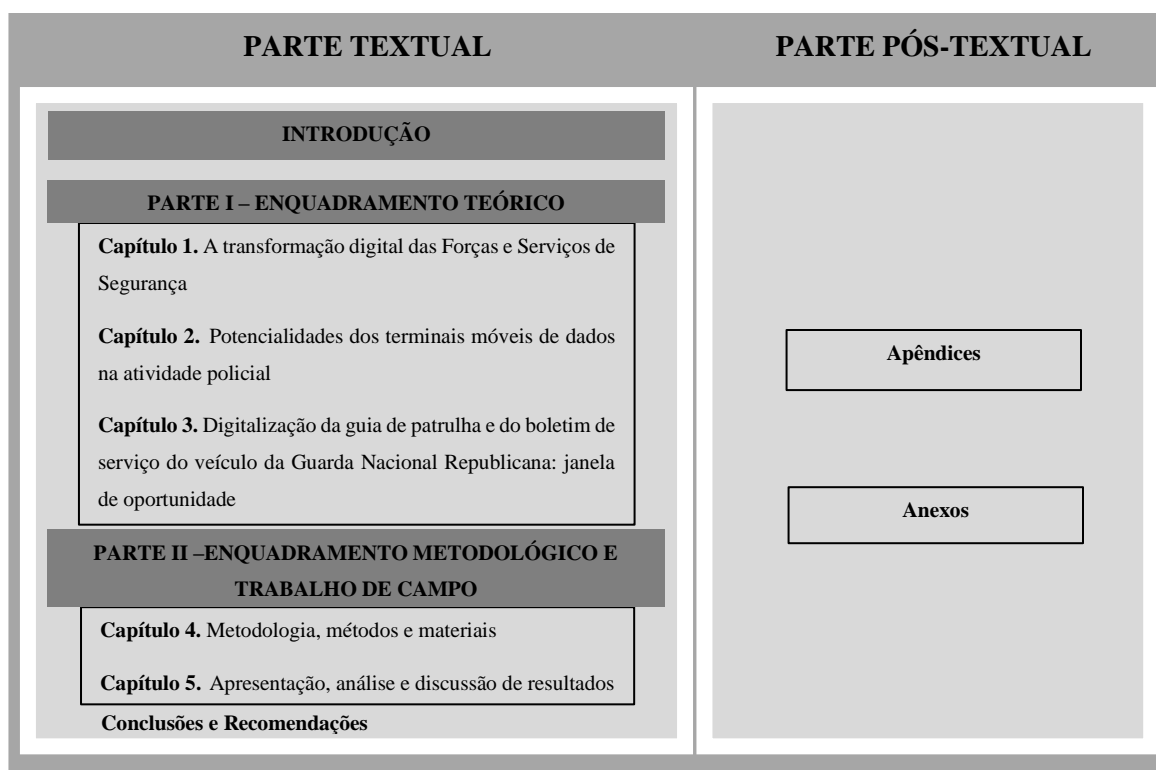 PARTE TEXTUAL
INTRODUÇÃO
PARTE I – ENQUADRAMENTO TEÓRICO
Capítulo 1. A transformação digital das Forças e Serviços de
Segurança
Capítulo 2. Potencialidades dos terminais móveis de dados
na atividade policial
Capítulo 3. Digitalização da guia de patrulha e do boletim de
serviço do veículo da Guarda Nacional Republicana: janela
de oportunidade
PARTE II –ENQUADRAMENTO METODOLÓGICO E
TRABALHO DE CAMPO
Capítulo 4. Metodologia, métodos e materiais
Capítulo 5. Apresentação, análise e discussão de resultados
Conclusões e Recomendações
PARTE PÓS-TEXTUAL
Apêndices
Anexos